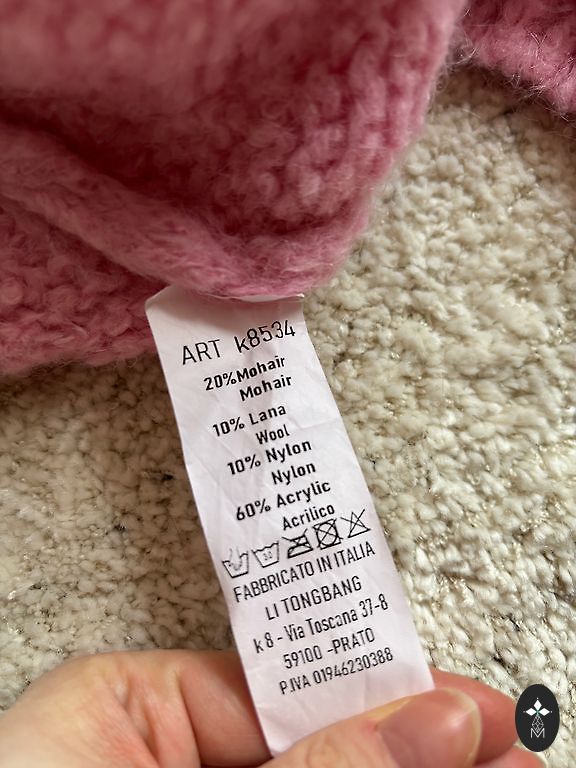 ART k8534
20%Mohair
Mohair
10% Lana
Wool
10% Nylon
Nylon
60% Acrylic
Acrilico
30
FABBRICATO IN ITALIA
LI TONGBANG
k 8 - Via Toscana 37-8
59100 -PRATO
P.IVA 01946230388
M